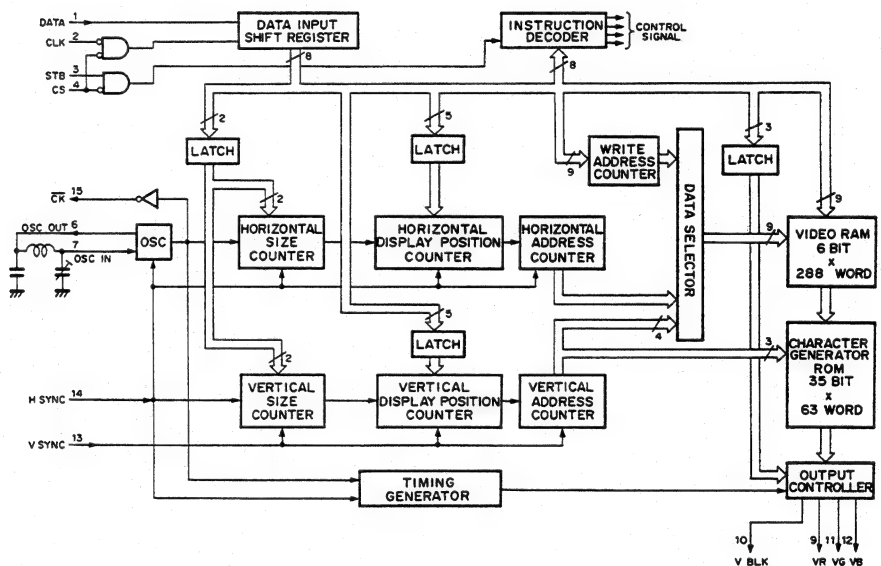 DATA 1
CLK 2
STB 3
CS 4
DATA INPUT
SHIFT REGISTER
8
INSTRUCTION
DECODER
CONTROL
SIGNAL
8
2
LATCH
5
LATCH
9
WRITE
ADDRESS
COUNTER
DATA SELECTOR
3
LATCH
9
CK 15
OSC OUT 6
7
OSC IN
OSC
2
HORIZONTAL
SIZE
COUNTER
HORIZONTAL
DISPLAY POSITION
COUNTER
HORIZONTAL
ADDRESS
COUNTER
9
VIDEO RAM
6 BIT
x
288 WORD
5
LATCH
4
3
CHARACTER
GENERATOR
ROM
35 BIT
x
63 WORD
2
H SYNC 14
VERTICAL
SIZE
COUNTER
VERTICAL
DISPLAY POSITION
COUNTER
VERTICAL
ADDRESS
COUNTER
V SYNC 13
TIMING
GENERATOR
OUTPUT
CONTROLLER
10 9 11 12
V BLK VR VG VB